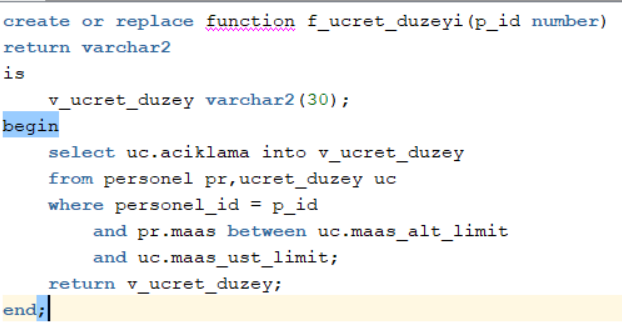 create or replace function f_ucret_duzeyi(p_id number)
return varchar2
is
    v_ucret_duzey varchar2(30);
begin
    select uc.aciklama into v_ucret_duzey
    from personel pr,ucret_duzey uc
    where personel_id = p_id
        and pr.maas between uc.maas_alt_limit
        and uc.maas_ust_limit;
    return v_ucret_duzey;
end;